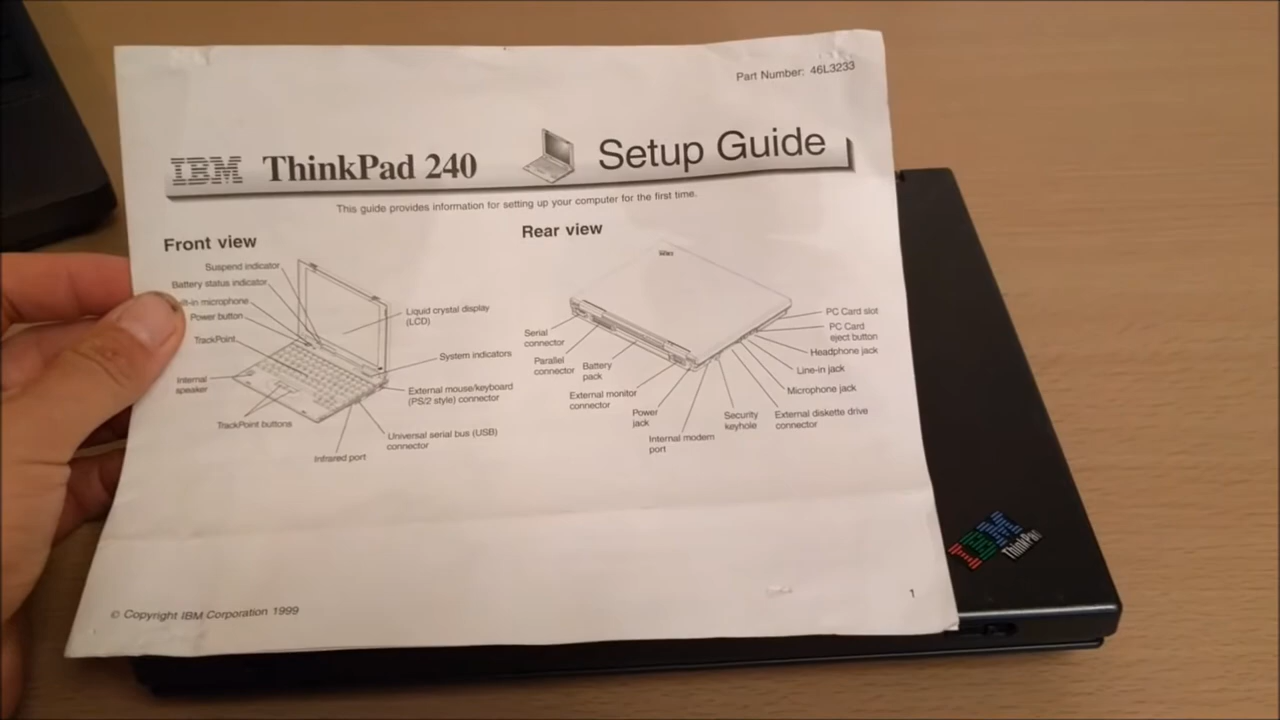 Part Number: 46L3233
IBM ThinkPad 240 Setup Guide
This guide provides information for setting up your computer for the first time.
Front view
Suspend indicator
Battery status indicator
lt-in microphone
Power button
TrackPoint
Internal
speaker
TrackPoint buttons
Infrared port
Liquid crystal display
(LCD)
System indicators
External mouse/keyboard
(PS/2 style) connector
Universal serial bus (USB)
connector
Rear view
Serial
connector
Parallel
connector
Battery
pack
External monitor
connector
Power
jack
Internal modem
port
Security
keyhole
External diskette drive
connector
Microphone jack
Line-in jack
Headphone jack
PC Card
eject button
PC Card slot
© Copyright IBM Corporation 1999
1
IBM
ThinkPad